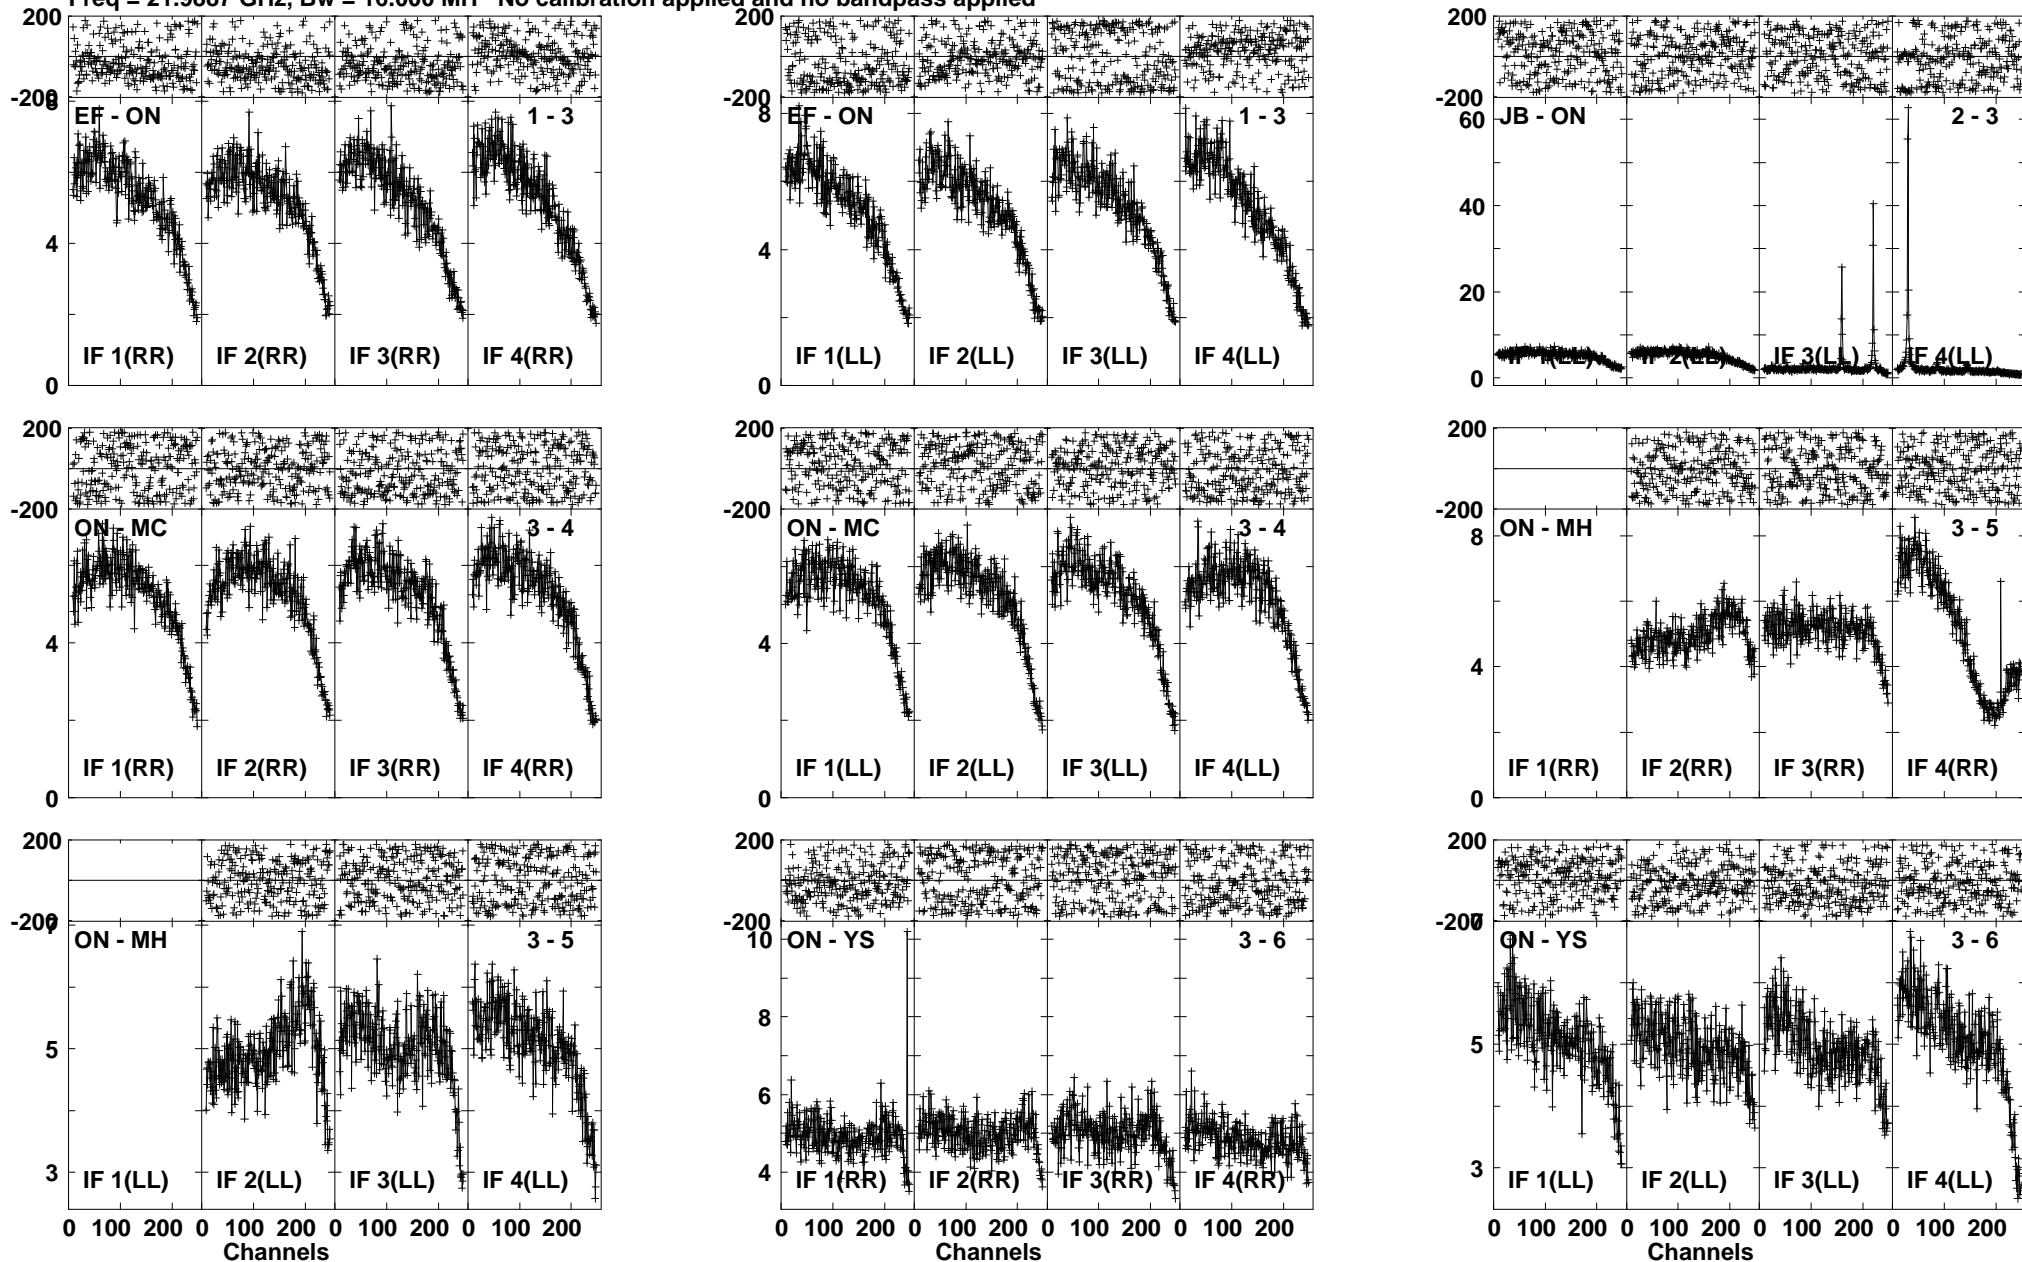 Freq = 21.9887 GHz, Bw = 16.000 MH No calibration applied and no bandpass applied
200 200 200
-200 -200 -200
8 EF - ON 1 - 3 8 EF - ON 1 - 3 60 JB - ON 2 - 3
40
4 4
20
IF 1(RR) IF 2(RR) IF 3(RR) IF 4(RR) IF 1(LL) IF 2(LL) IF 3(LL) IF 4(LL) IF 1(LL) IF 2(LL) IF 3(LL) IF 4(LL)
0 0 0
200 200 200
-200 -200 -200
ON - MC 3 - 4 ON - MC 3 - 4 8 ON - MH 3 - 5
4 4 4
IF 1(RR) IF 2(RR) IF 3(RR) IF 4(RR) IF 1(LL) IF 2(LL) IF 3(LL) IF 4(LL) IF 1(RR) IF 2(RR) IF 3(RR) IF 4(RR)
0 0 0
200 200 200
-200 -200 -200
7 ON - MH 3 - 5 10 ON - YS 3 - 6 7 ON - YS 3 - 6
8
5 6 5
3 4 3
IF 1(LL) IF 2(LL) IF 3(LL) IF 4(LL) IF 1(RR) IF 2(RR) IF 3(RR) IF 4(RR) IF 1(LL) IF 2(LL) IF 3(LL) IF 4(LL)
0 100 200 0 100 200 0 100 200 0 100 200 0 100 200 0 100 200 0 100 200 0 100 200 0 100 200 0 100 200 0 100 200 0 100 200
Channels Channels Channels